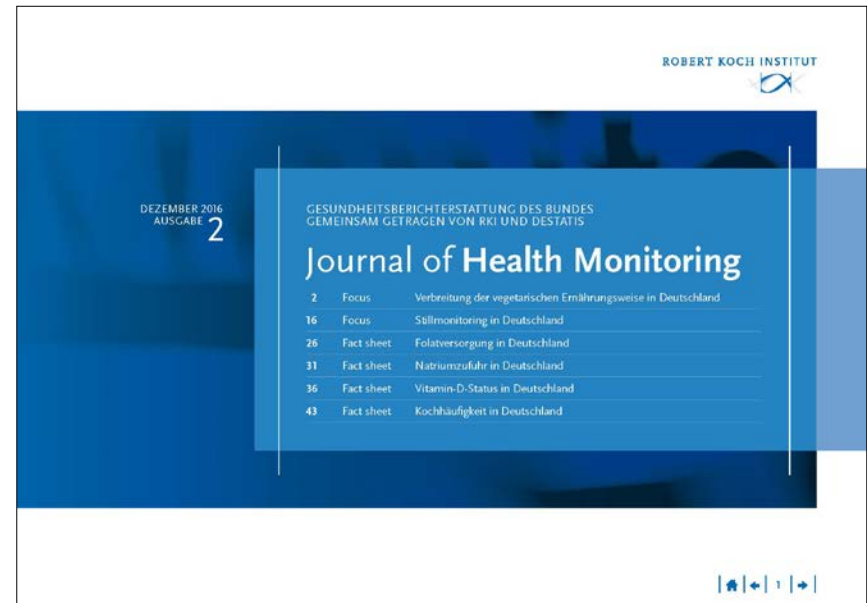 ROBERT KOCH INSTITUT
DEZEMBER 2016
AUSGABE 2
GESUNDHEITSBERICHTERSTATTUNG DES BUNDES
GEMEINSAM GETRAGEN VON RKI UND DESTATIS
Journal of Health Monitoring
2 Focus Verbreitung der vegetarischen Ernährungsweise in Deutschland
16 Focus Stillmonitoring in Deutschland
26 Fact sheet Folatversorgung in Deutschland
31 Fact sheet Natriumzufuhr in Deutschland
36 Fact sheet Vitamin-D-Status in Deutschland
43 Fact sheet Kochhäufigkeit in Deutschland
1